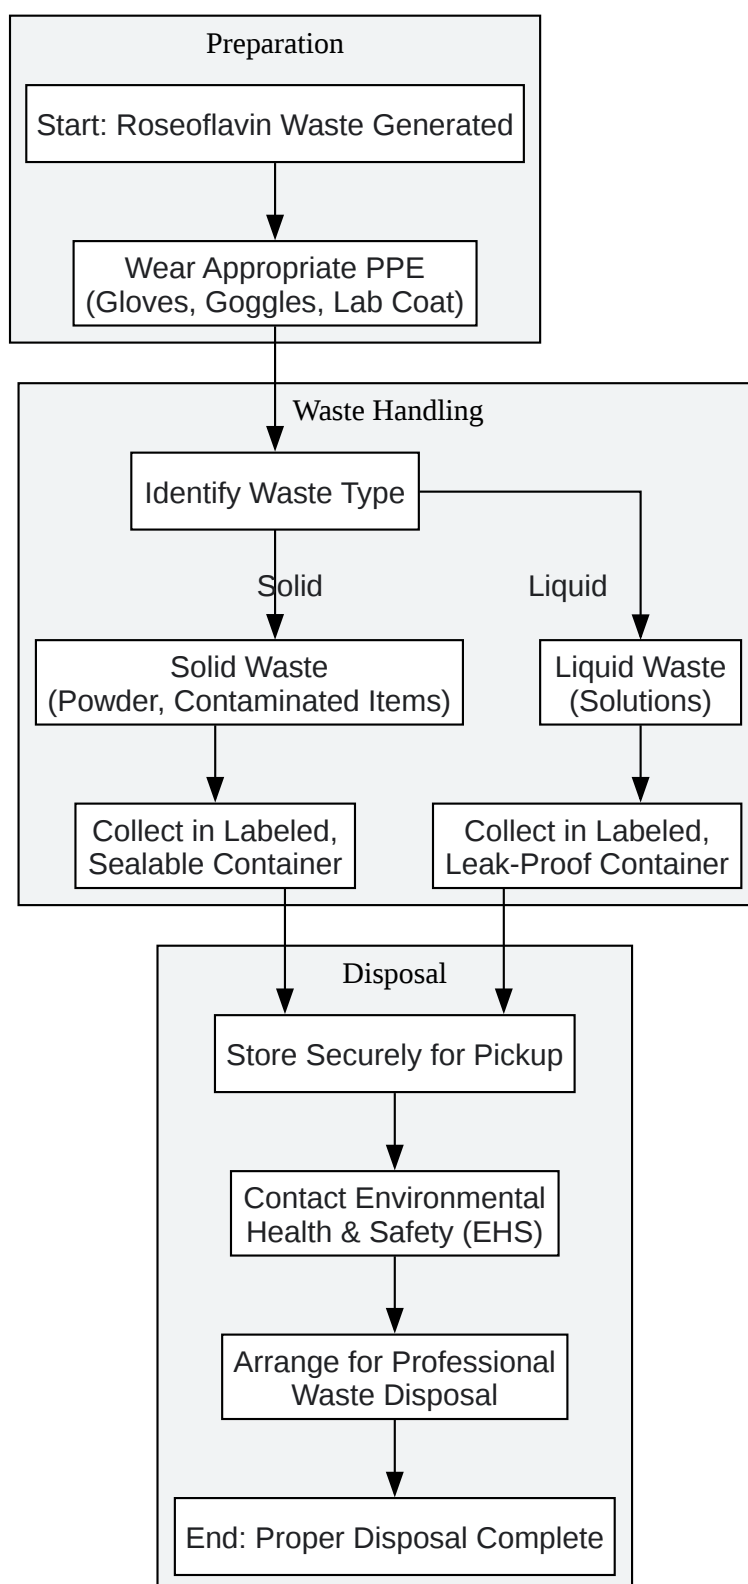 Preparation
Start: Roseoflavin Waste Generated
Wear Appropriate PPE
(Gloves, Goggles, Lab Coat)
Waste Handling
Identify Waste Type
Solid
Liquid
Solid Waste
(Powder, Contaminated Items)
Liquid Waste
(Solutions)
Collect in Labeled,
Sealable Container
Collect in Labeled,
Leak-Proof Container
Disposal
Store Securely for Pickup
Contact Environmental
Health & Safety (EHS)
Arrange for Professional
Waste Disposal
End: Proper Disposal Complete